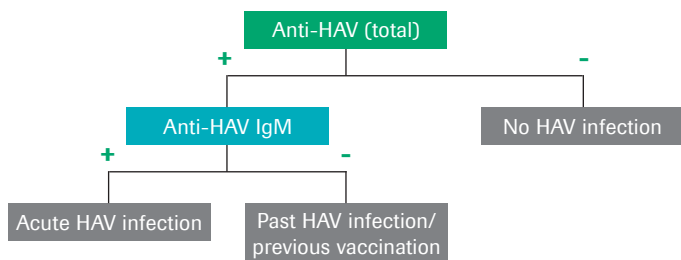 Anti-HAV (total)
+
-
Anti-HAV IgM
No HAV infection
+
-
Acute HAV infection
Past HAV infection/
previous vaccination